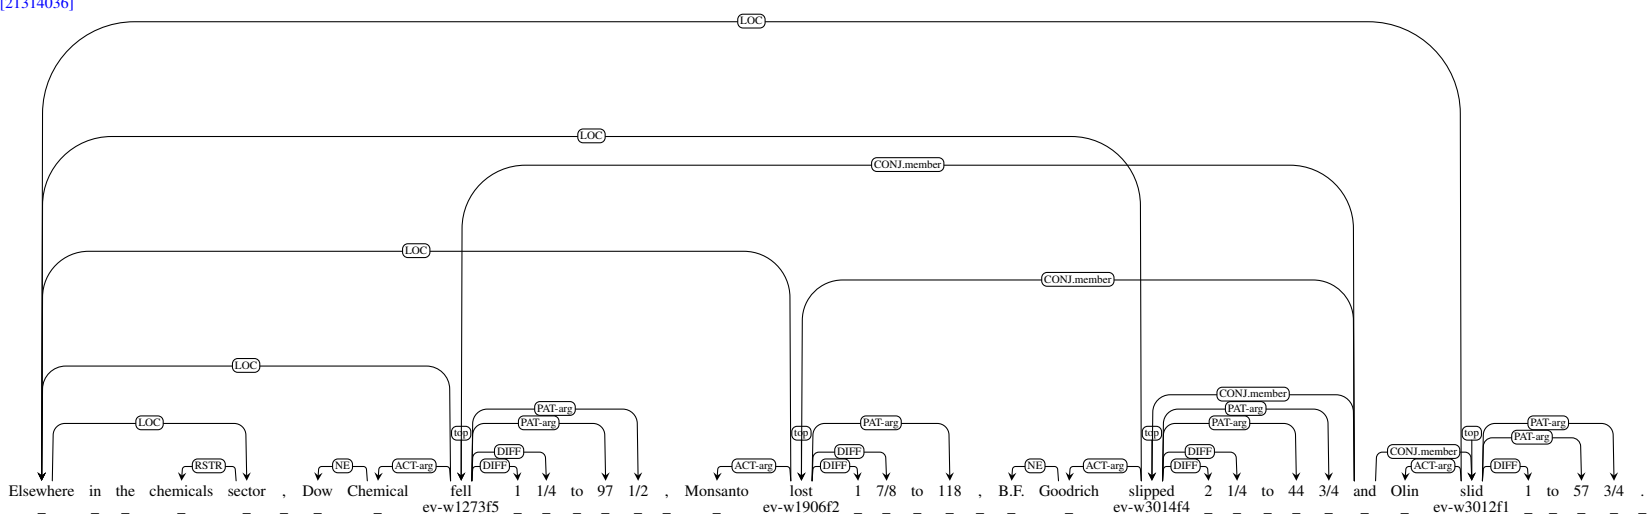 [21314036]
LOC
LOC
CONJ.member
LOC
CONJ.member
LOC
CONJ.member
PAT-arg PAT-arg
LOC PAT-arg PAT-arg PAT-arg PAT-arg
top top top top PAT-arg
DIFF DIFF DIFF CONJ.member
RSTR NE ACT-arg DIFF ACT-arg DIFF NE ACT-arg DIFF ACT-arg DIFF
Elsewhere in the chemicals sector , Dow Chemical fell 1 1/4 to 97 1/2 , Monsanto lost 1 7/8 to 118 , B.F. Goodrich slipped 2 1/4 to 44 3/4 and Olin slid 1 to 57 3/4 .
_ _ _ _ _ _ _ _ ev-w1273f5 _ _ _ _ _ _ _ ev-w1906f2 _ _ _ _ _ _ _ ev-w3014f4 _ _ _ _ _ _ _ ev-w3012f1 _ _ _ _ _